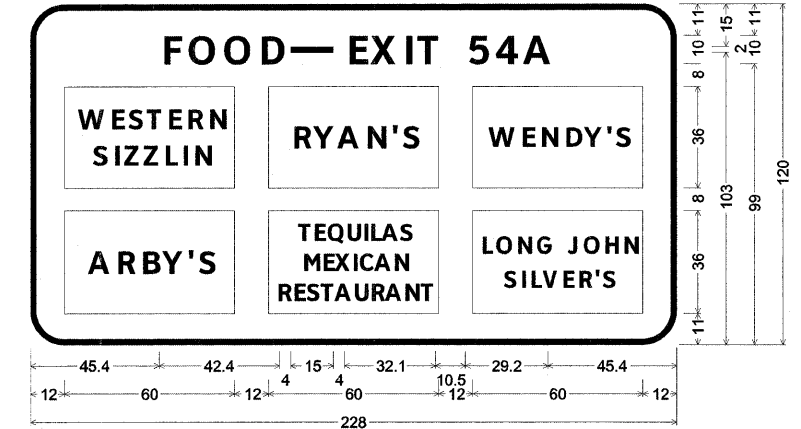 FOOD— EXIT 54A
WESTERN
SIZZLIN
RYAN'S
WENDY'S
ARBY'S
TEQUILAS
MEXICAN
RESTAURANT
LONG JOHN
SILVER'S
11
15
11
10
2
10
8
36
8
36
11
103
99
120
45.4
42.4
4
15
4
32.1
10.5
29.2
45.4
12
60
12
60
12
60
12
228